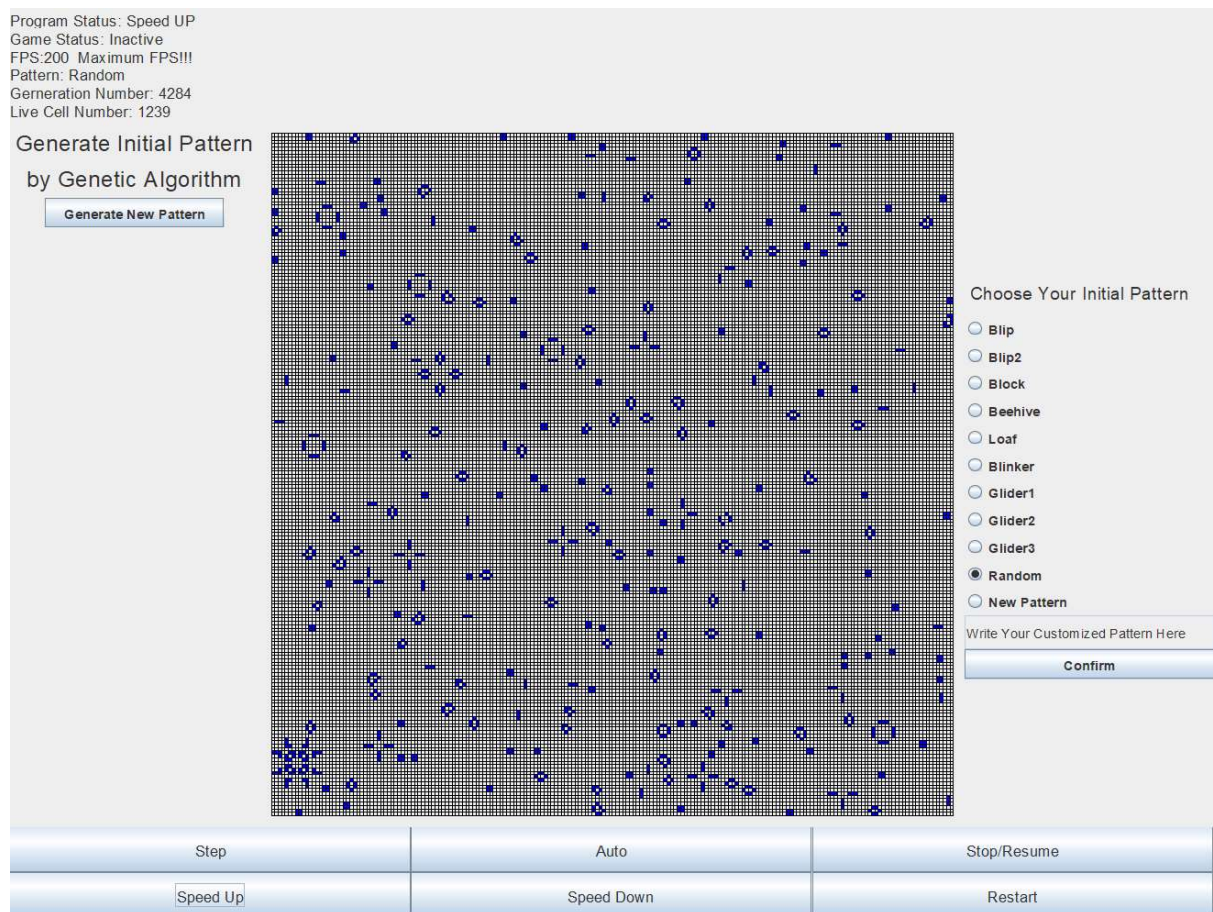 Program Status: Speed UP
Game Status: Inactive
FPS:200  Maximum FPS!!!
Pattern: Random
Gerneration Number: 4284
Live Cell Number: 1239
Generate Initial Pattern
by Genetic Algorithm
Generate New Pattern
Choose Your Initial Pattern
Blip
Blip2
Block
Beehive
Loaf
Blinker
Glider1
Glider2
Glider3
Random
New Pattern
Write Your Customized Pattern Here
Confirm
Step
Auto
Stop/Resume
Speed Up
Speed Down
Restart